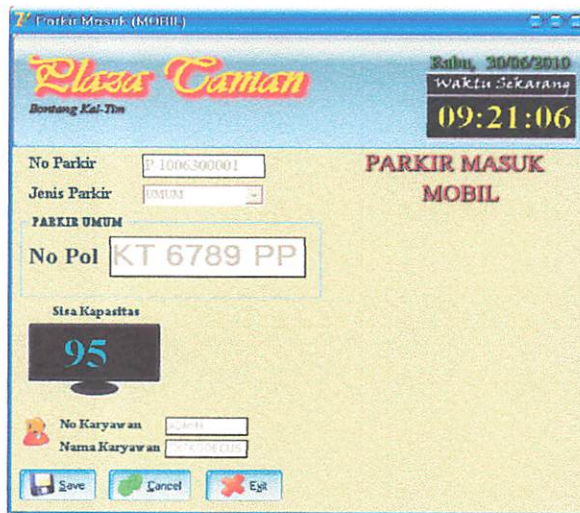 Parkir Masuk (MOBIL)
Plaza Taman
Bontang Kal-Tim
Rabu, 30/06/2010
Waktu Sekarang
09:21:06
No Parkir P 1006300001
Jenis Parkir UMUM
PARKIR MASUK
MOBIL
PARKIR UMUM
No Pol KT 6789 PP
Sisa Kapasitas
95
No Karyawan
Nama Karyawan
Save Cancel Exit